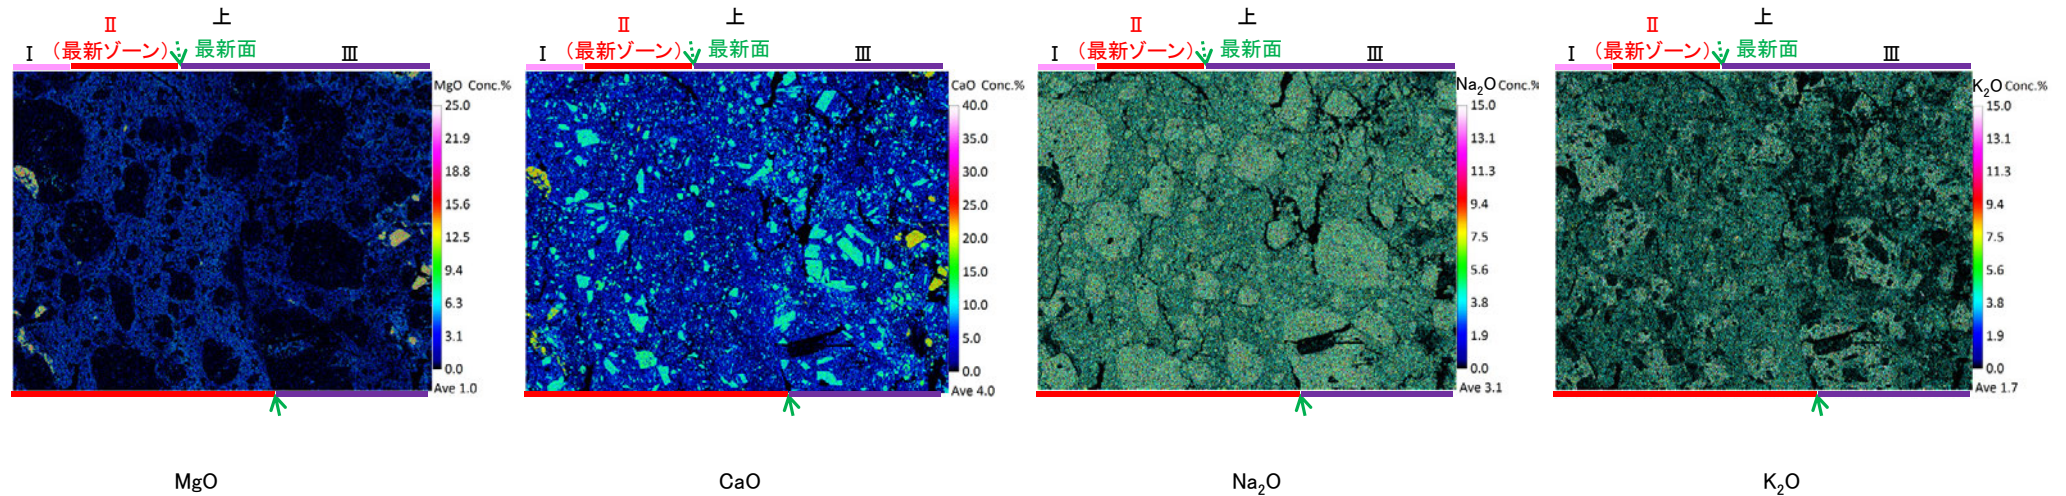 上
Ⅱ
Ⅰ (最新ゾーン) 最新面 Ⅲ
MgO Conc.%
25.0
21.9
18.8
15.6
12.5
9.4
6.3
3.1
0.0
Ave 1.0
MgO
上
Ⅱ
Ⅰ (最新ゾーン) 最新面 Ⅲ
CaO Conc.%
40.0
35.0
30.0
25.0
20.0
15.0
10.0
5.0
0.0
Ave 4.0
CaO
上
Ⅱ
Ⅰ (最新ゾーン) 最新面 Ⅲ
Na₂O Conc.%
15.0
13.1
11.3
9.4
7.5
5.6
3.8
1.9
0.0
Ave 3.1
Na₂O
上
Ⅱ
Ⅰ (最新ゾーン) 最新面 Ⅲ
K₂O Conc.%
15.0
13.1
11.3
9.4
7.5
5.6
3.8
1.9
0.0
Ave 1.7
K₂O